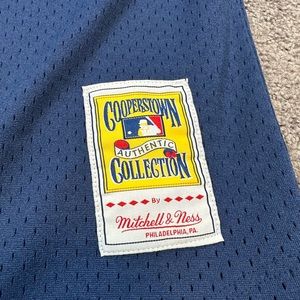 COOPERSTOWN
AUTHENTIC
COLLECTION
By
Mitchell & Ness
PHILADELPHIA, PA.